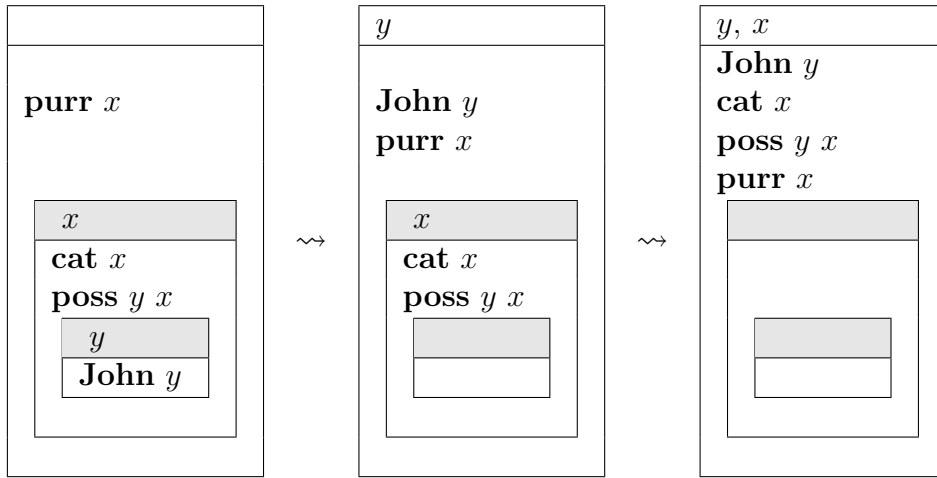 purr x
x
cat x
poss y x
y
John y
⇝
y
John y
purr x
x
cat x
poss y x
⇝
y, x
John y
cat x
poss y x
purr x